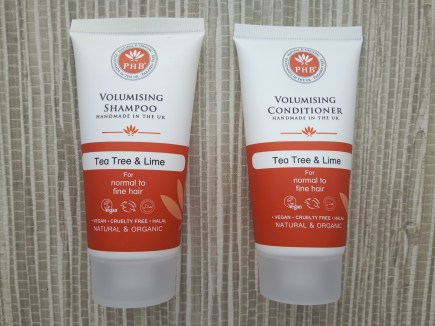 PHB
VOLUMISING
SHAMPOO
HANDMADE IN THE UK
Tea Tree & Lime
For
normal to
fine hair
Vegan
• VEGAN • CRUELTY FREE • HALAL
NATURAL & ORGANIC
PHB
VOLUMISING
CONDITIONER
HANDMADE IN THE UK
Tea Tree & Lime
For
normal to
fine hair
Vegan
• VEGAN • CRUELTY FREE • HALAL
NATURAL & ORGANIC